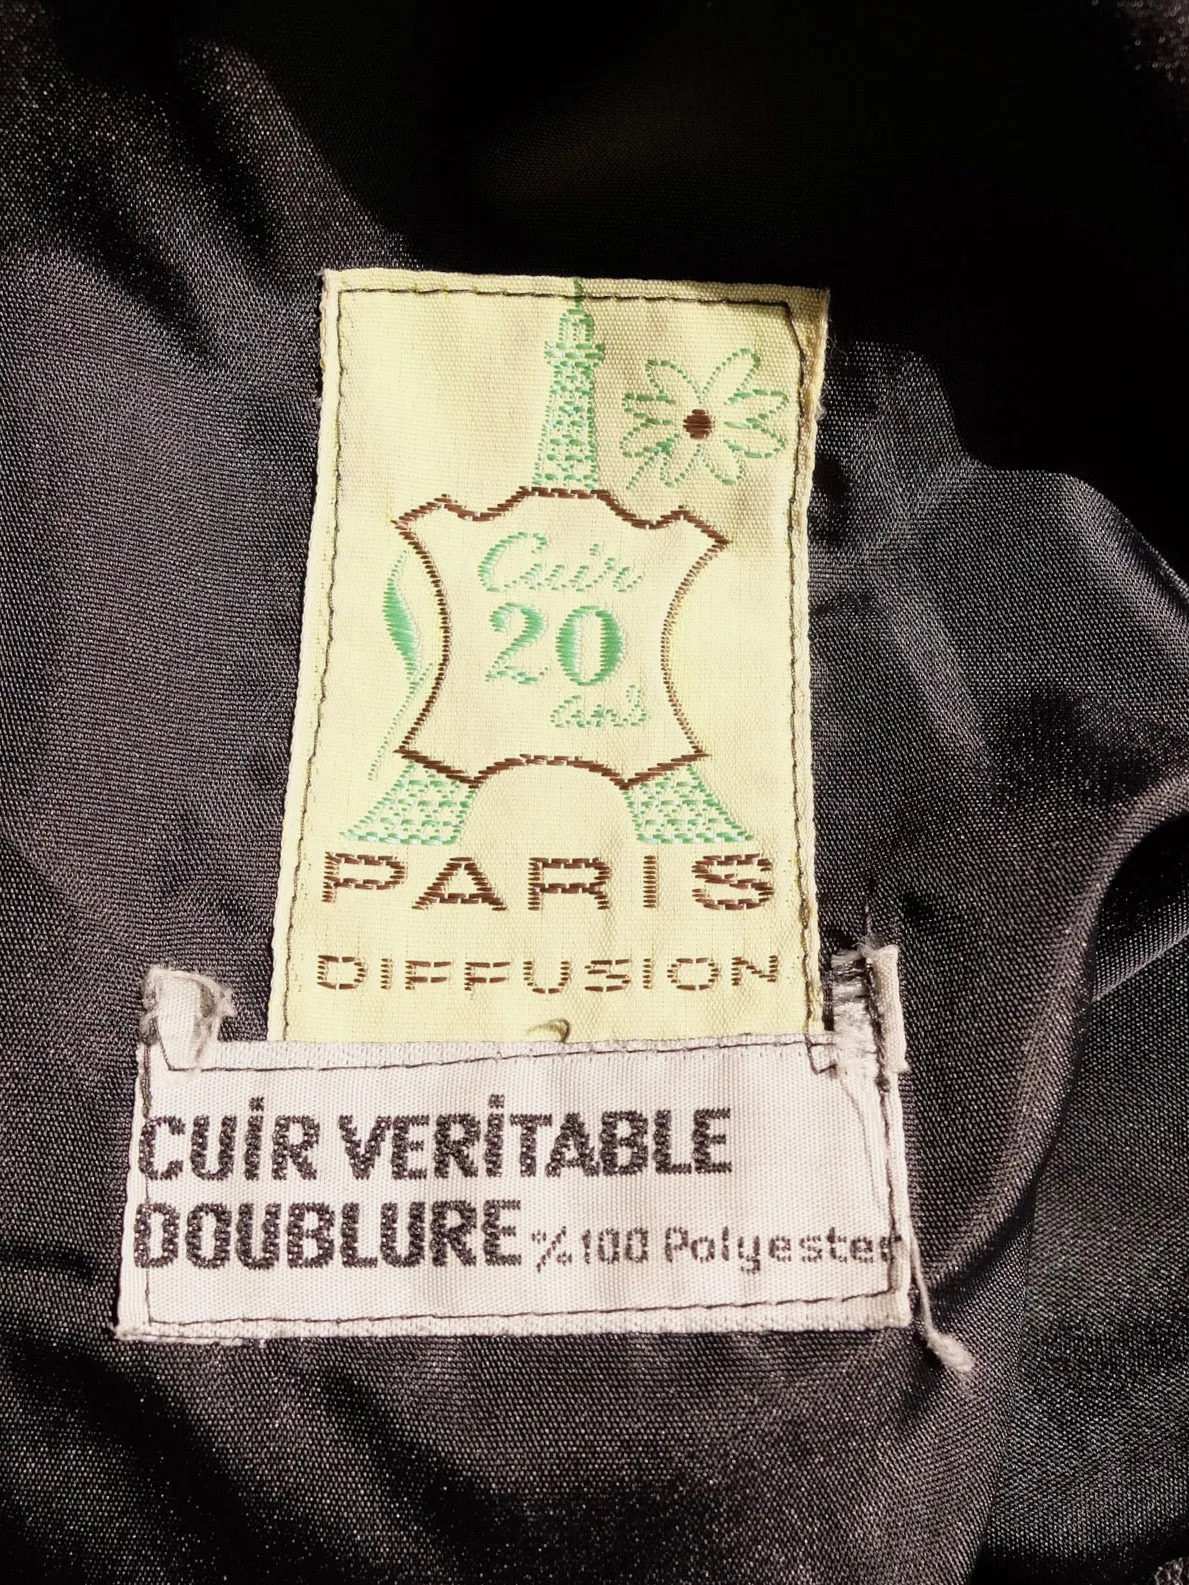 Cuir
20
ans
PARIS
DIFFUSION
CUİR VERİTABLE
DOUBLURE %100 Polyester